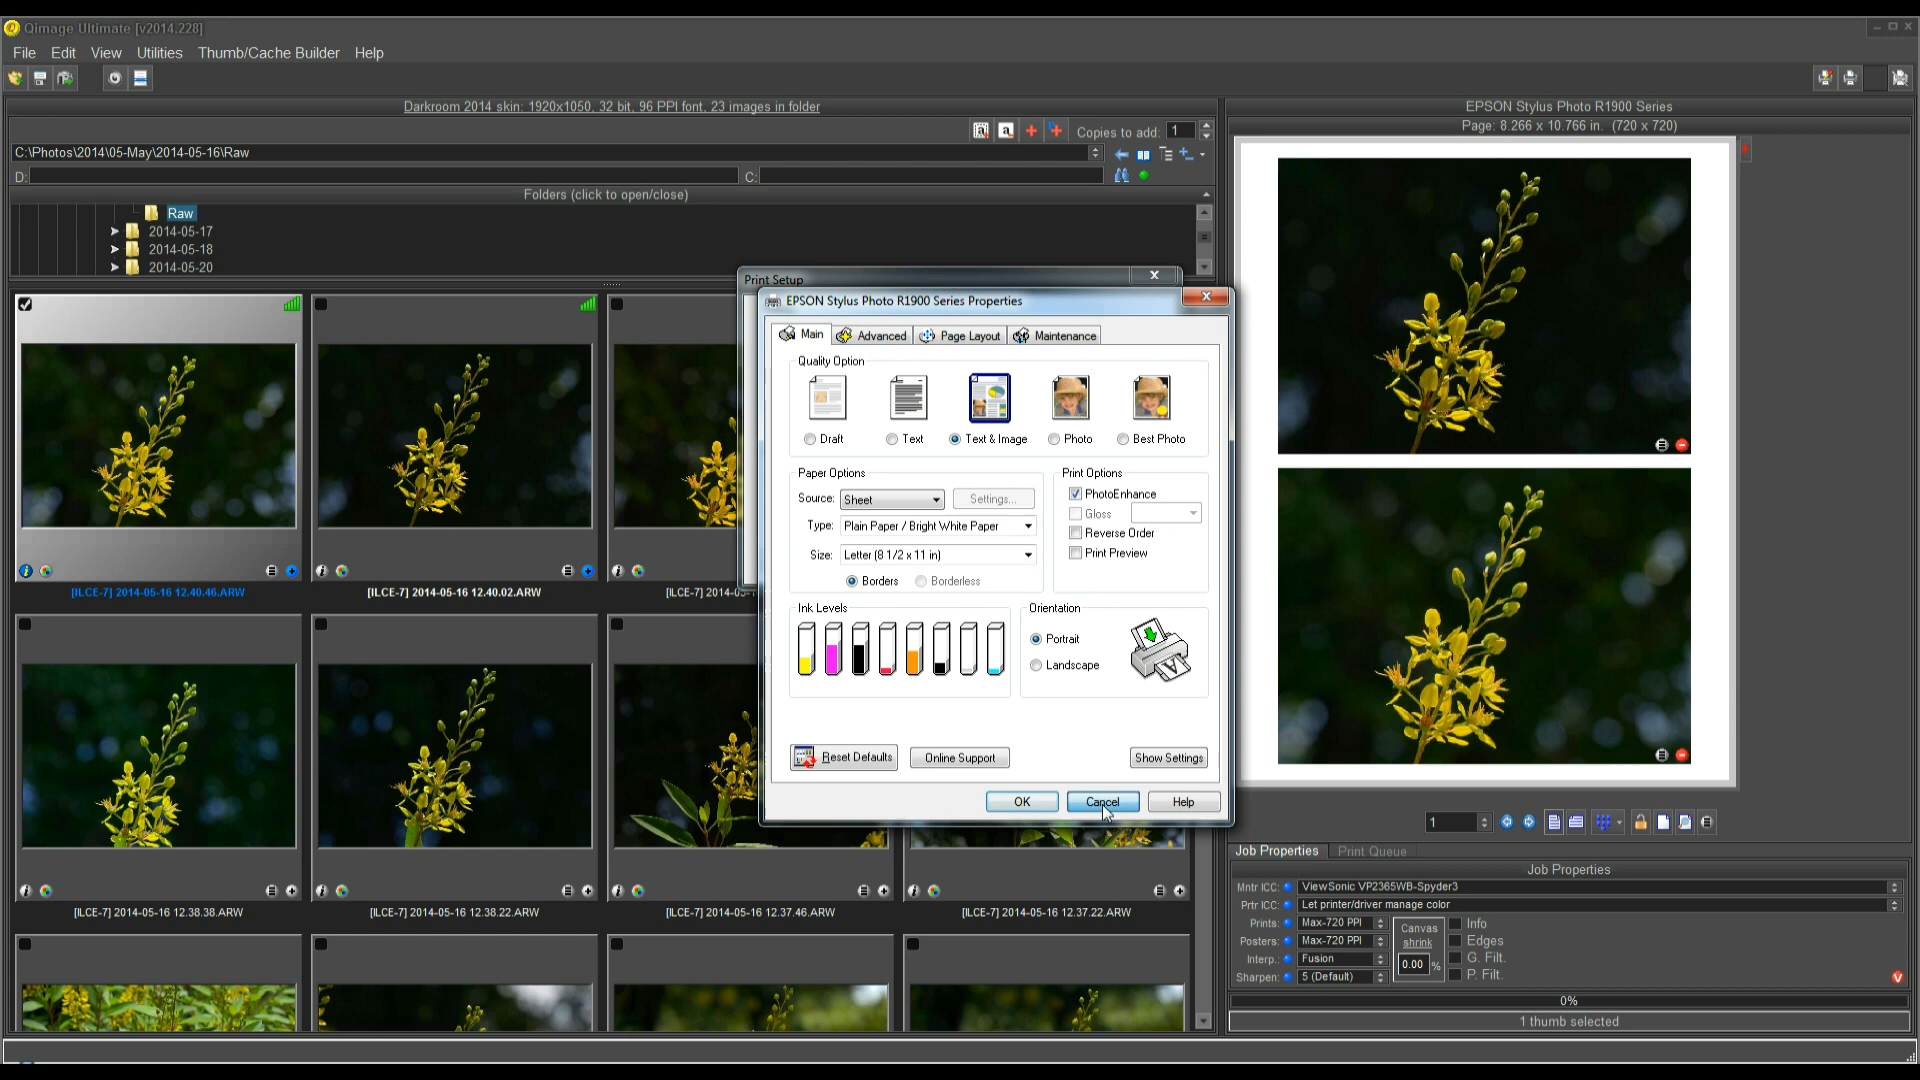 Qimage Ultimate [v2014.228]
File Edit View Utilities Thumb/Cache Builder Help
Darkroom 2014 skin: 1920x1050, 32 bit, 96 PPI font, 23 images in folder
Copies to add: 1
C:\Photos\2014\05-May\2014-05-16\Raw
D: C:
Folders (click to open/close)
Raw
2014-05-17
2014-05-18
2014-05-20
[ILCE-7] 2014-05-16 12.40.46.ARW
[ILCE-7] 2014-05-16 12.40.02.ARW
[ILCE-7] 2014-05-1
[ILCE-7] 2014-05-16 12.38.38.ARW
[ILCE-7] 2014-05-16 12.38.22.ARW
[ILCE-7] 2014-05-16 12.37.46.ARW
[ILCE-7] 2014-05-16 12.37.22.ARW
Print Setup
EPSON Stylus Photo R1900 Series Properties
Main Advanced Page Layout Maintenance
Quality Option
Draft Text Text & Image Photo Best Photo
Paper Options
Source: Sheet Settings...
Type: Plain Paper / Bright White Paper
Size: Letter (8 1/2 x 11 in)
Borders Borderless
Print Options
PhotoEnhance
Gloss
Reverse Order
Print Preview
Ink Levels
Orientation
Portrait
Landscape
Reset Defaults Online Support Show Settings
OK Cancel Help
EPSON Stylus Photo R1900 Series
Page: 8.266 x 10.766 in. (720 x 720)
1
Job Properties Print Queue
Job Properties
Mntr ICC: ViewSonic VP2365WB-Spyder3
Prtr ICC: Let printer/driver manage color
Prints: Max-720 PPI
Posters: Max-720 PPI
Interp.: Fusion
Sharpen: 5 (Default)
Canvas
shrink
0.00 %
Info
Edges
G. Filt.
P. Filt.
0%
1 thumb selected